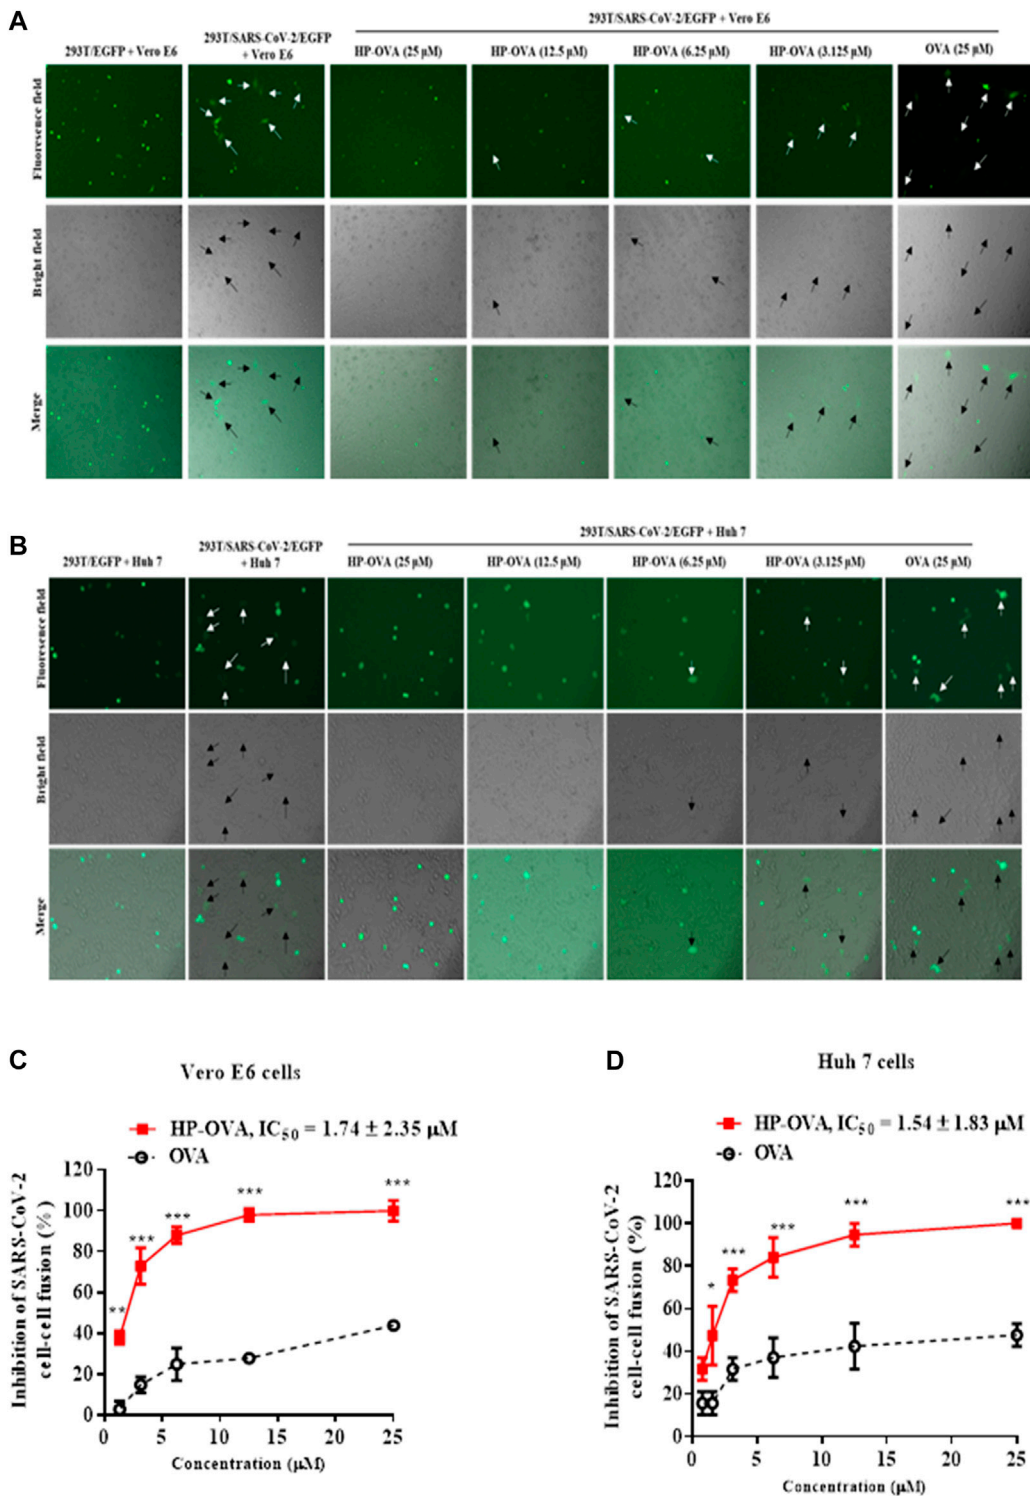 A
293T/SARS-CoV-2/EGFP + Vero E6
293T/EGFP + Vero E6
293T/SARS-CoV-2/EGFP
+ Vero E6
HP-OVA (25 µM)
HP-OVA (12.5 µM)
HP-OVA (6.25 µM)
HP-OVA (3.125 µM)
OVA (25 µM)
Fluorescence field
Bright field
Merge
B
293T/SARS-CoV-2/EGFP + Huh 7
293T/EGFP + Huh 7
293T/SARS-CoV-2/EGFP
+ Huh 7
HP-OVA (25 µM)
HP-OVA (12.5 µM)
HP-OVA (6.25 µM)
HP-OVA (3.125 µM)
OVA (25 µM)
Fluorescence field
Bright field
Merge
C
Vero E6 cells
HP-OVA, IC50 = 1.74 ± 2.35 µM
OVA
Inhibition of SARS-CoV-2
cell-cell fusion (%)
120
100
80
60
40
20
0
**
***
***
***
***
0 5 10 15 20 25
Concentration (µM)
D
Huh 7 cells
HP-OVA, IC50 = 1.54 ± 1.83 µM
OVA
Inhibition of SARS-CoV-2
cell-cell fusion (%)
120
100
80
60
40
20
0
*
***
***
***
***
0 5 10 15 20 25
Concentration (µM)